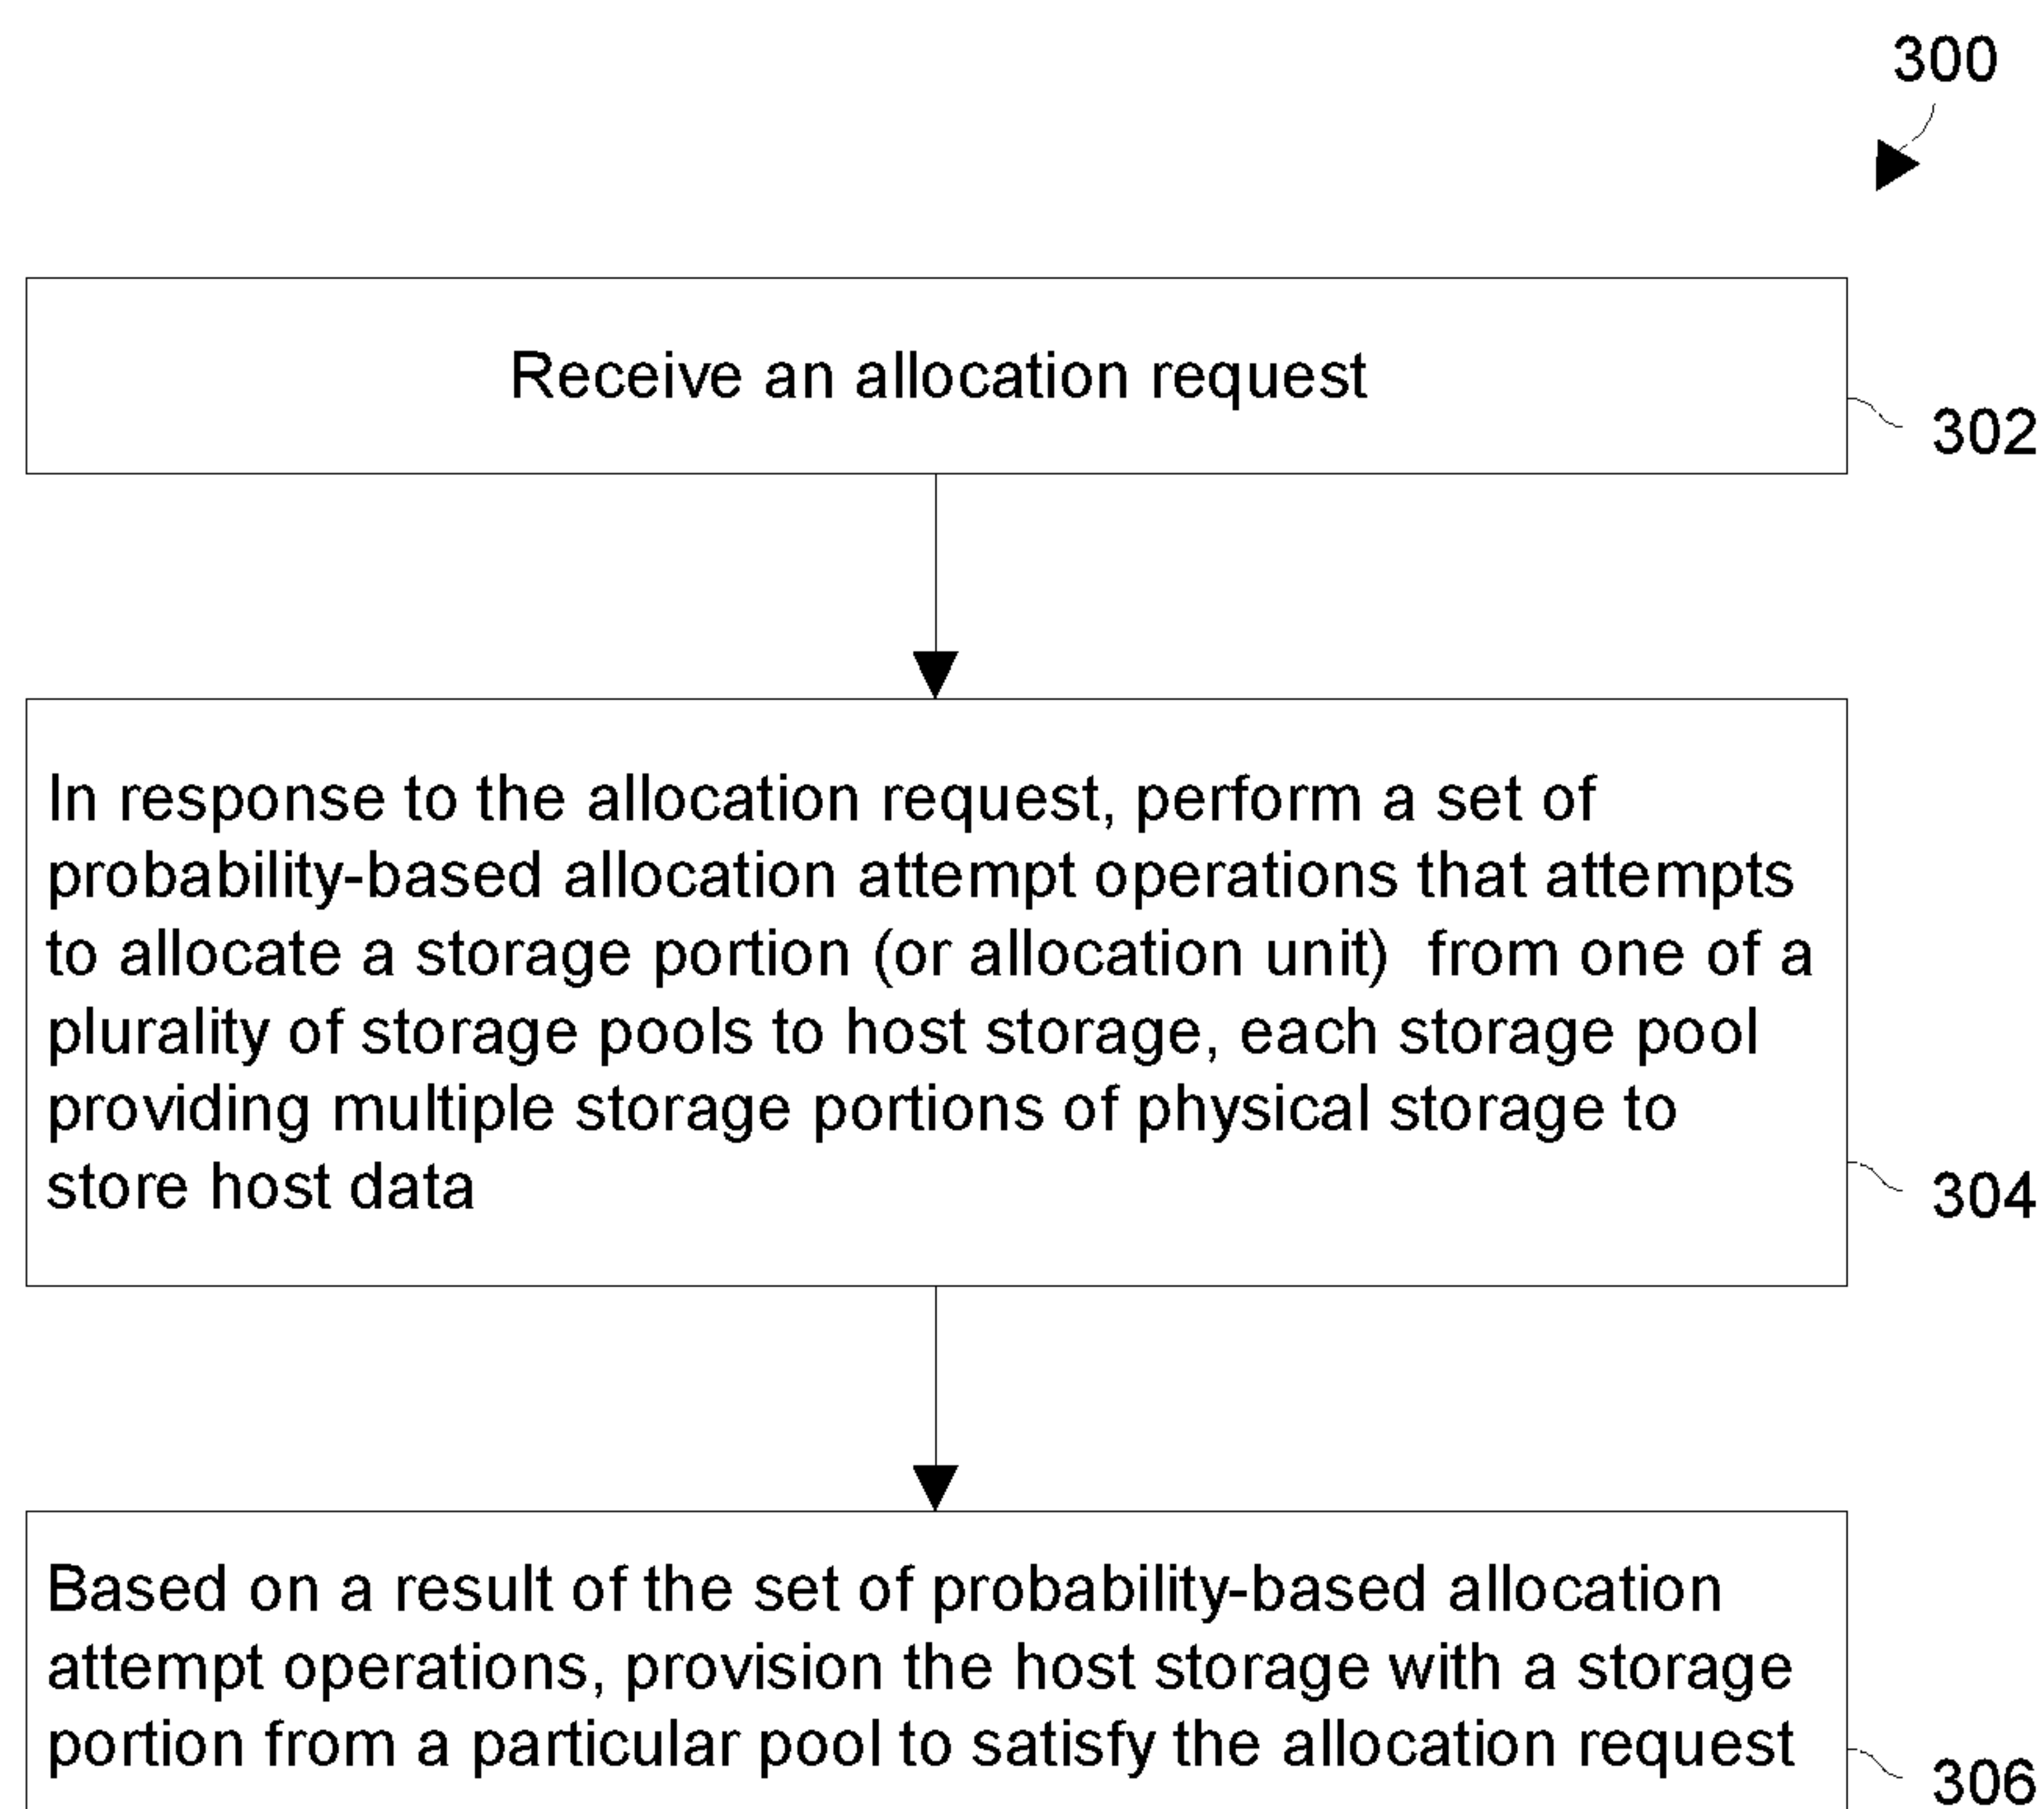 300
Receive an allocation request
302
In response to the allocation request, perform a set of
probability-based allocation attempt operations that attempts
to allocate a storage portion (or allocation unit) from one of a
plurality of storage pools to host storage, each storage pool
providing multiple storage portions of physical storage to
store host data
304
Based on a result of the set of probability-based allocation
attempt operations, provision the host storage with a storage
portion from a particular pool to satisfy the allocation request
306